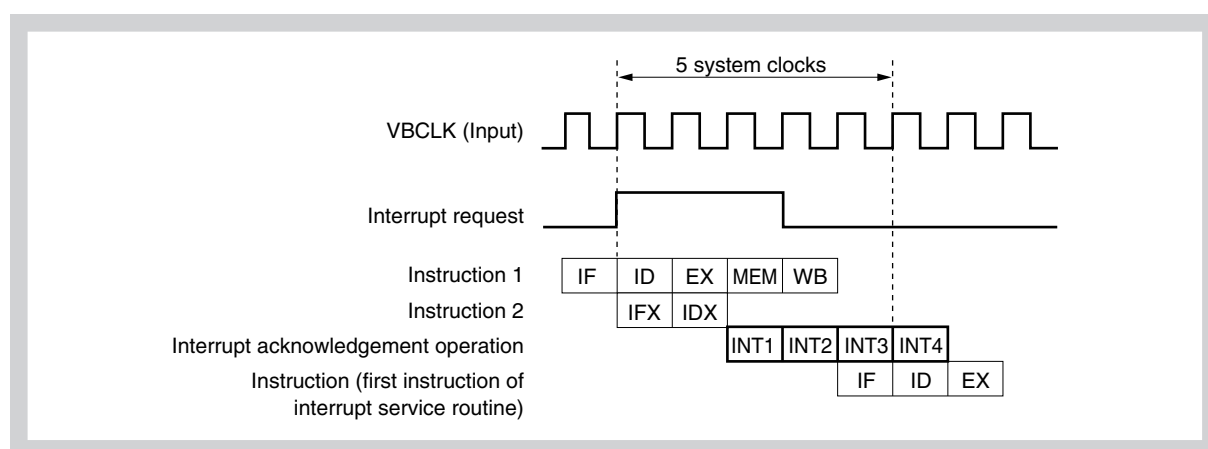 5 system clocks
VBCLK (Input)
Interrupt request
Instruction 1 IF ID EX MEM WB
Instruction 2 IFX IDX
Interrupt acknowledgement operation INT1 INT2 INT3 INT4
Instruction (first instruction of IF ID EX
interrupt service routine)